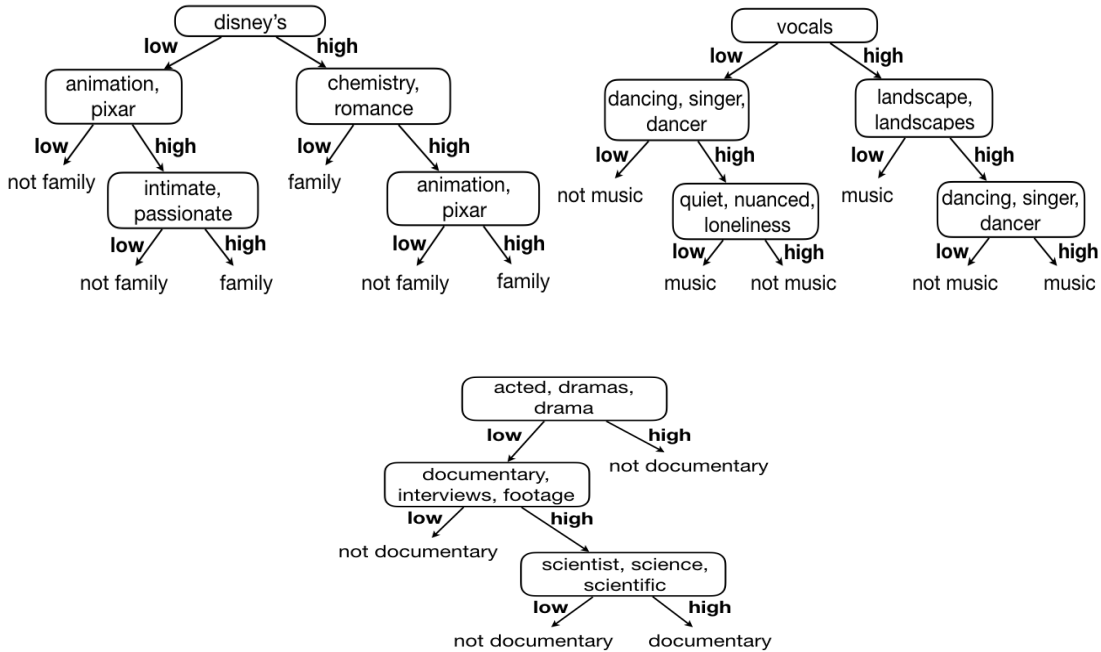 disney's
low
high
animation,
pixar
chemistry,
romance
low
high
low
high
not family
intimate,
passionate
family
animation,
pixar
low
high
low
high
not family
family
not family
family
vocals
low
high
dancing, singer,
dancer
landscape,
landscapes
low
high
low
high
not music
quiet, nuanced,
loneliness
music
dancing, singer,
dancer
low
high
low
high
music
not music
not music
music
acted, dramas,
drama
low
high
not documentary
documentary,
interviews, footage
low
high
not documentary
scientist, science,
scientific
low
high
not documentary
documentary